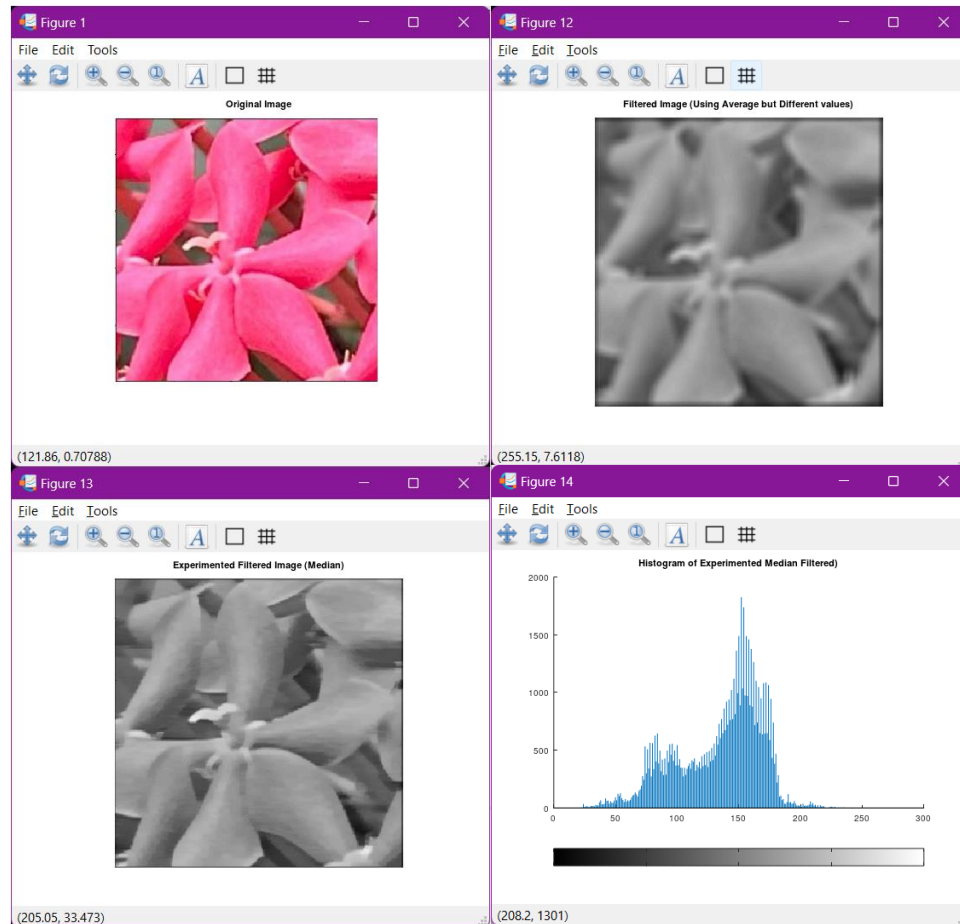 Figure 1
File Edit Tools
A
Original Image
(121.86, 0.70788)
Figure 12
File Edit Tools
A
Filtered Image (Using Average but Different values)
(255.15, 7.6118)
Figure 13
File Edit Tools
A
Experimented Filtered Image (Median)
(205.05, 33.473)
Figure 14
File Edit Tools
A
Histogram of Experimented Median Filtered)
2000
1500
1000
500
0
0 50 100 150 200 250 300
(208.2, 1301)